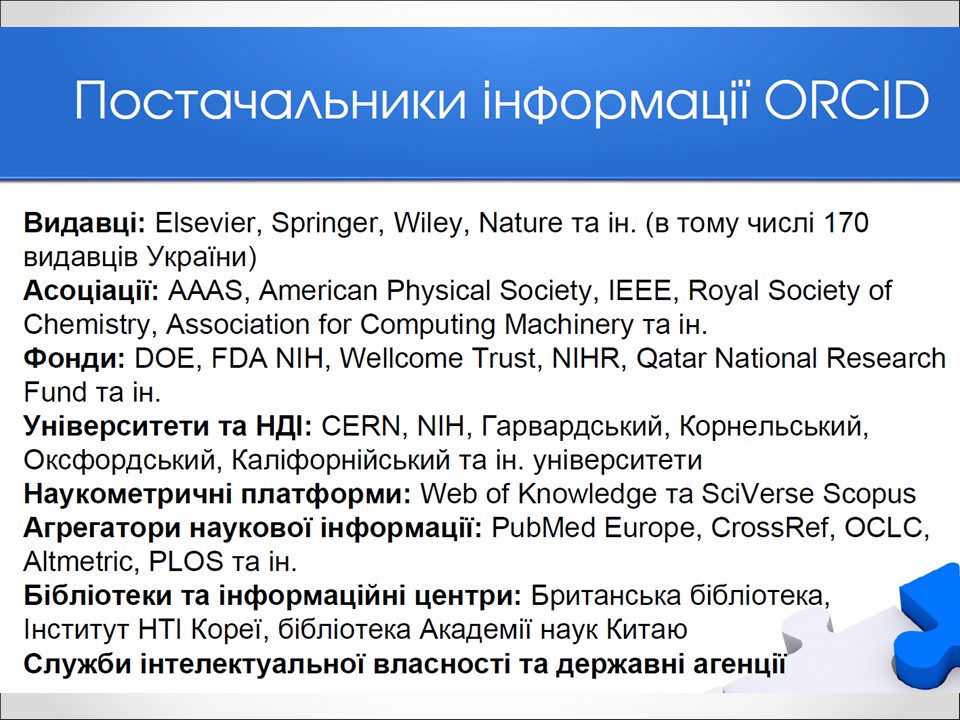 Постачальники інформації ORCID
Видавці: Elsevier, Springer, Wiley, Nature та ін. (в тому числі 170
видавців України)
Асоціації: AAAS, American Physical Society, IEEE, Royal Society of
Chemistry, Association for Computing Machinery та ін.
Фонди: DOE, FDA NIH, Wellcome Trust, NIHR, Qatar National Research
Fund та ін.
Університети та НДІ: CERN, NIH, Гарвардський, Корнельський,
Оксфордський, Каліфорнійський та ін. університети
Наукометричні платформи: Web of Knowledge та SciVerse Scopus
Агрегатори наукової інформації: PubMed Europe, CrossRef, OCLC,
Altmetric, PLOS та ін.
Бібліотеки та інформаційні центри: Британська бібліотека,
Інститут НТІ Кореї, бібліотека Академії наук Китаю
Служби інтелектуальної власності та державні агенції